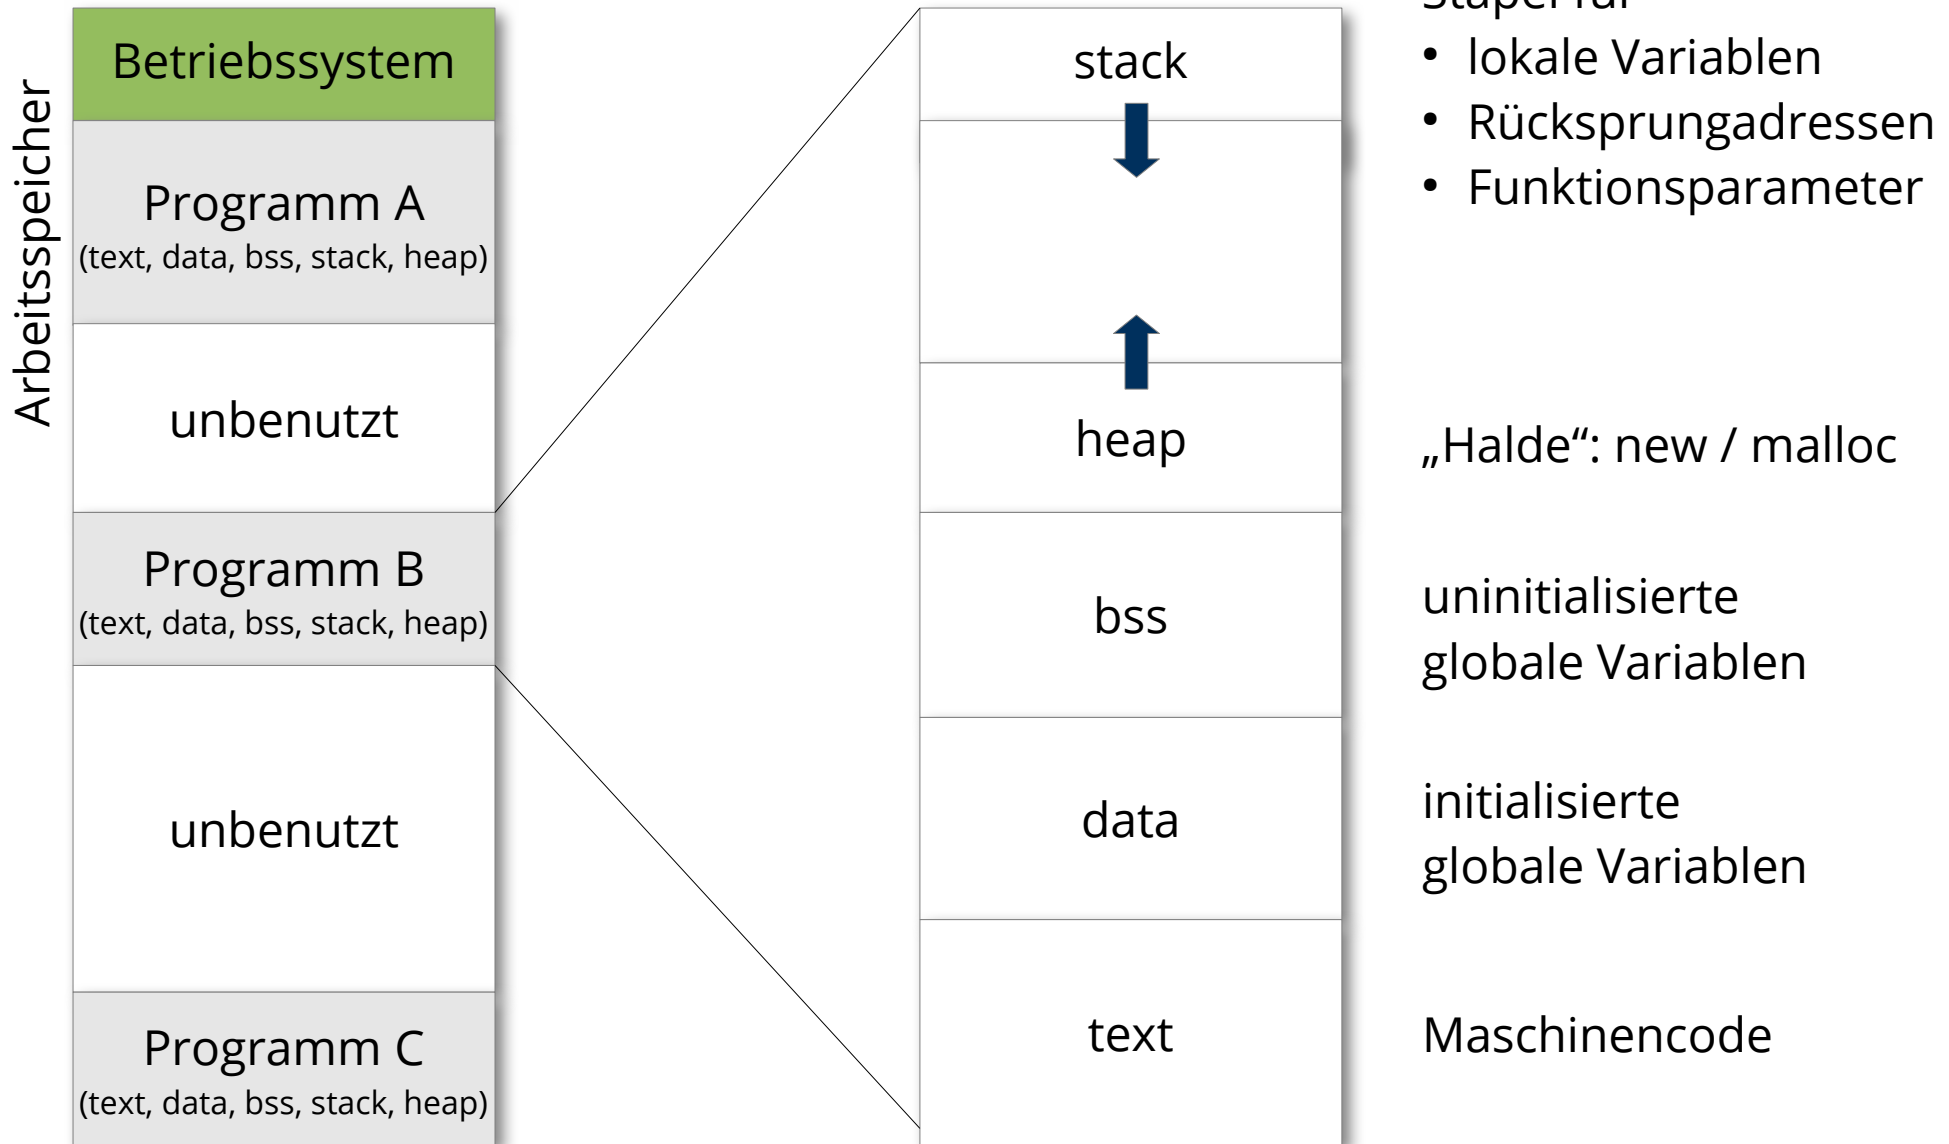 Arbeitsspeicher
Betriebssystem
Programm A
(text, data, bss, stack, heap)
unbenutzt
Programm B
(text, data, bss, stack, heap)
unbenutzt
Programm C
(text, data, bss, stack, heap)
stack
heap
bss
data
text
Stapel für
• lokale Variablen
• Rücksprungadressen
• Funktionsparameter
„Halde“: new / malloc
uninitialisierte
globale Variablen
initialisierte
globale Variablen
Maschinencode